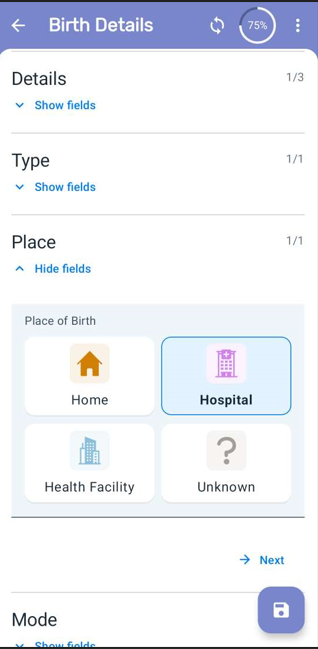 Birth Details
75%
Details
1/3
Show fields
Type
1/1
Show fields
Place
1/1
Hide fields
Place of Birth
Home
Hospital
Health Facility
?
Unknown
Next
Mode
Show fields